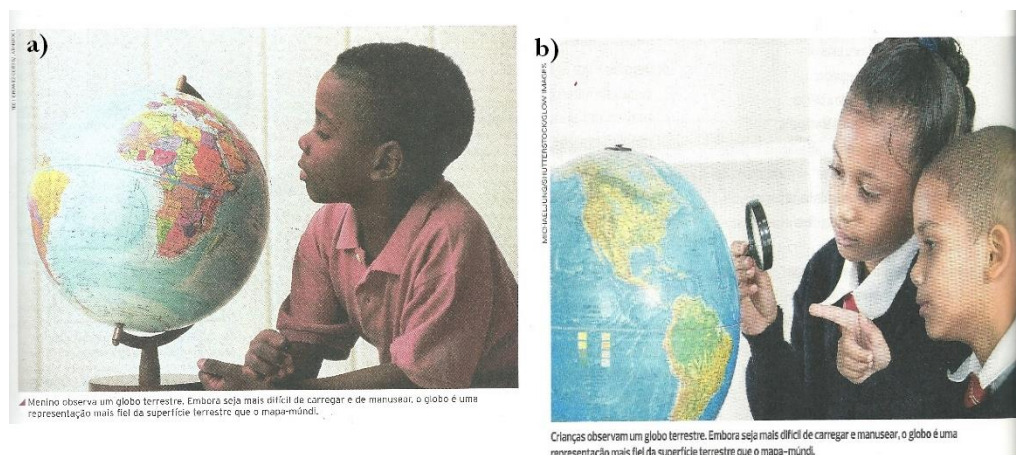 a)
Menino observa um globo terrestre. Embora seja mais difícil de carregar e de manusear, o globo é uma
representação mais fiel da superfície terrestre que o mapa-múndi.
b)
MICHAELJUNG/SHUTTERSTOCK/GLOW IMAGES
Crianças observam um globo terrestre. Embora seja mais difícil de carregar e manusear, o globo é uma
representação mais fiel da superfície terrestre que o mapa-múndi.